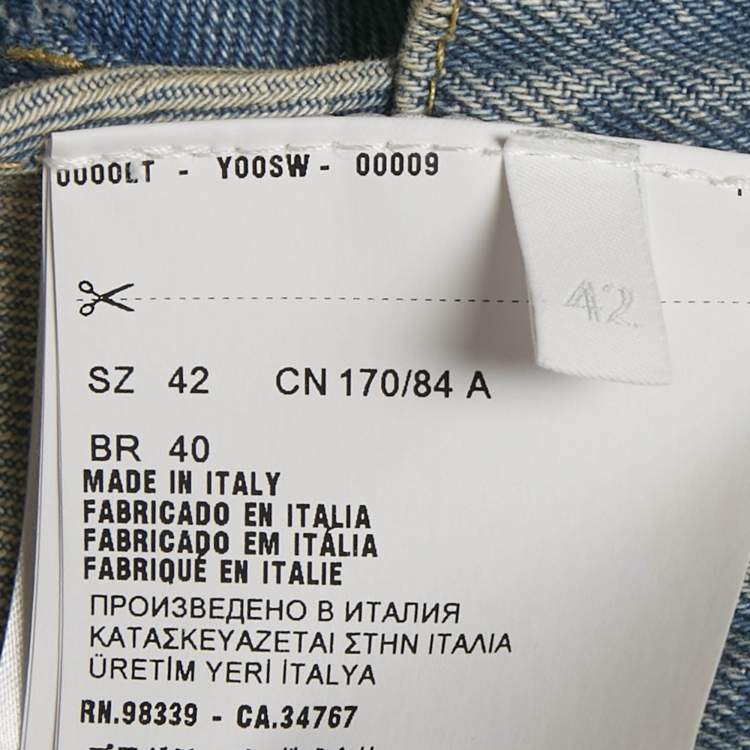 0000LT - Y00SW - 00009
42
SZ 42 CN 170/84 A
BR 40
MADE IN ITALY
FABRICADO EN ITALIA
FABRICADO EM ITÁLIA
FABRIQUÉ EN ITALIE
ПРОИЗВЕДЕНО В ИТАЛИЯ
ΚΑΤΑΣΚΕΥΑΖΕΤΑΙ ΣΤΗΝ ΙΤΑΛΙΑ
ÜRETİM YERİ İTALYA
RN.98339 - CA.34767